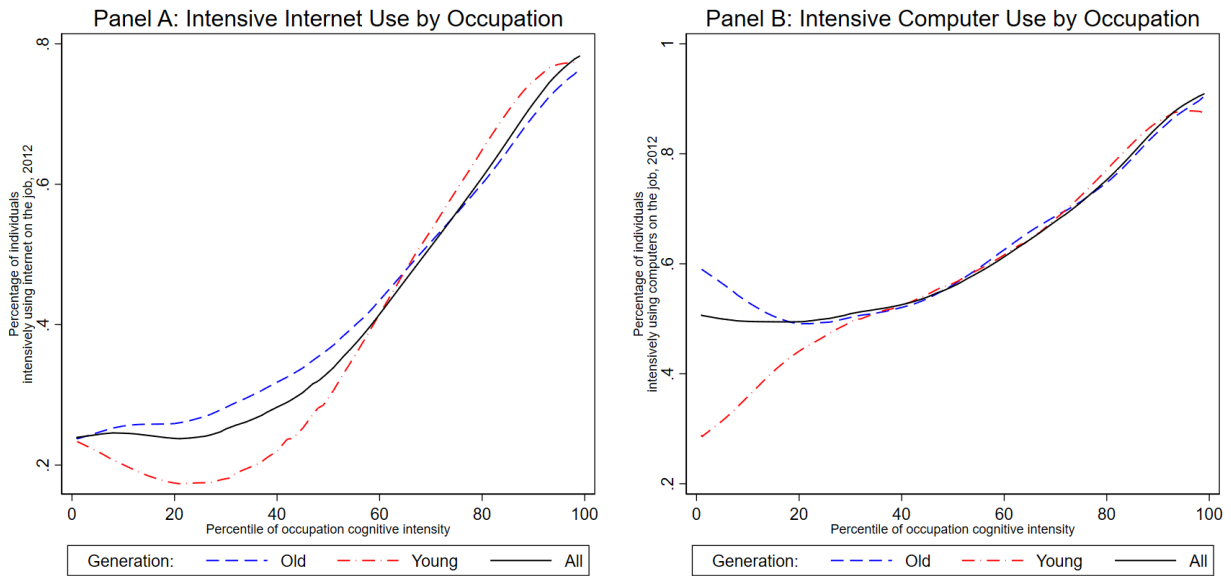 Panel A: Intensive Internet Use by Occupation
Percentage of individuals
intensively using internet on the job, 2012
.8
.6
.4
.2
0
20
40
60
80
100
Percentile of occupation cognitive intensity
Generation: Old Young All
Panel B: Intensive Computer Use by Occupation
Percentage of individuals
intensively using computers on the job, 2012
1
.8
.6
.4
.2
0
20
40
60
80
100
Percentile of occupation cognitive intensity
Generation: Old Young All